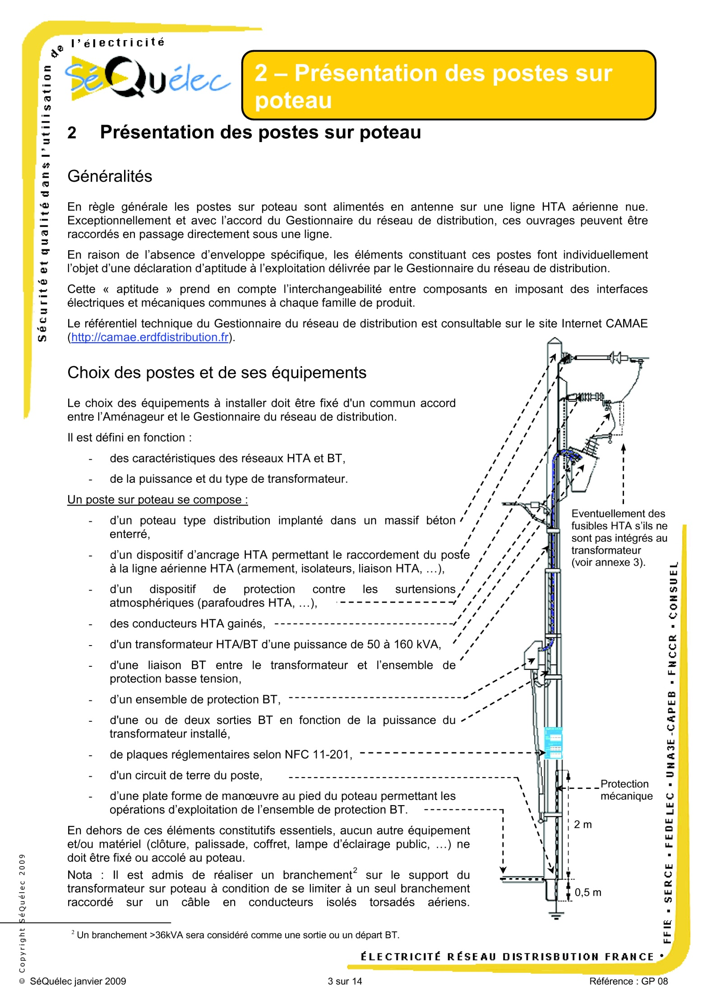 Sécurité et qualité dans l'utilisation de l'électricité
SéQuélec
2 – Présentation des postes sur
poteau
2 Présentation des postes sur poteau
Généralités
En règle générale les postes sur poteau sont alimentés en antenne sur une ligne HTA aérienne nue.
Exceptionnellement et avec l’accord du Gestionnaire du réseau de distribution, ces ouvrages peuvent être
raccordés en passage directement sous une ligne.
En raison de l’absence d’enveloppe spécifique, les éléments constituant ces postes font individuellement
l’objet d’une déclaration d’aptitude à l’exploitation délivrée par le Gestionnaire du réseau de distribution.
Cette « aptitude » prend en compte l’interchangeabilité entre composants en imposant des interfaces
électriques et mécaniques communes à chaque famille de produit.
Le référentiel technique du Gestionnaire du réseau de distribution est consultable sur le site Internet CAMAE
(http://camae.erdfdistribution.fr).
Choix des postes et de ses équipements
Le choix des équipements à installer doit être fixé d'un commun accord
entre l’Aménageur et le Gestionnaire du réseau de distribution.
Il est défini en fonction :
- des caractéristiques des réseaux HTA et BT,
- de la puissance et du type de transformateur.
Un poste sur poteau se compose :
- d’un poteau type distribution implanté dans un massif béton
enterré,
- d’un dispositif d’ancrage HTA permettant le raccordement du poste
à la ligne aérienne HTA (armement, isolateurs, liaison HTA, …),
- d’un dispositif de protection contre les surtensions
atmosphériques (parafoudres HTA, …),
- des conducteurs HTA gainés,
- d'un transformateur HTA/BT d’une puissance de 50 à 160 kVA,
- d'une liaison BT entre le transformateur et l’ensemble de
protection basse tension,
- d’un ensemble de protection BT,
- d'une ou de deux sorties BT en fonction de la puissance du
transformateur installé,
- de plaques réglementaires selon NFC 11-201,
- d'un circuit de terre du poste,
- d’une plate forme de manœuvre au pied du poteau permettant les
opérations d’exploitation de l’ensemble de protection BT.
Eventuellement des
fusibles HTA s’ils ne
sont pas intégrés au
transformateur
(voir annexe 3).
Protection
mécanique
2 m
0,5 m
En dehors de ces éléments constitutifs essentiels, aucun autre équipement
et/ou matériel (clôture, palissade, coffret, lampe d’éclairage public, …) ne
doit être fixé ou accolé au poteau.
Nota : Il est admis de réaliser un branchement2 sur le support du
transformateur sur poteau à condition de se limiter à un seul branchement
raccordé sur un câble en conducteurs isolés torsadés aériens.
2 Un branchement >36kVA sera considéré comme une sortie ou un départ BT.
FFIE ▪ SERCE ▪ FEDELEC ▪ UNA3E-CAPEB ▪ FNCCR ▪ CONSUEL
ÉLECTRICITÉ RÉSEAU DISTRISBUTION FRANCE •
© Copyright SéQuélec 2009
SéQuélec janvier 2009
3 sur 14
Référence : GP 08